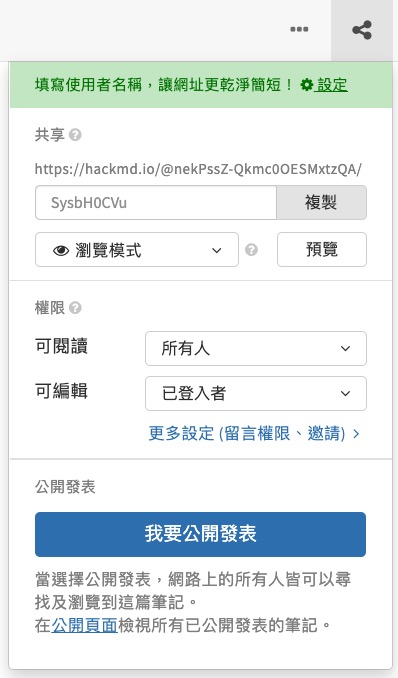 填寫使用者名稱，讓網址更乾淨簡短！ 設定
共享
https://hackmd.io/@nekPssZ-Qkmc0OESMxtzQA/
SysbH0CVu 複製
瀏覽模式 預覽
權限
可閱讀 所有人
可編輯 已登入者
更多設定 (留言權限、邀請)
公開發表
我要公開發表
當選擇公開發表，網路上的所有人皆可以尋
找及瀏覽到這篇筆記。
在公開頁面檢視所有已公開發表的筆記。